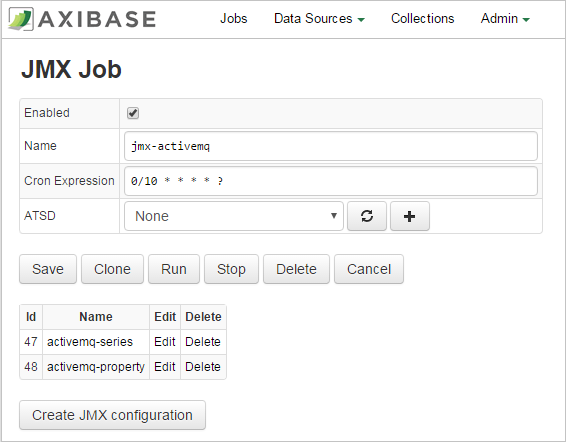 AXIBASE Jobs Data Sources Collections Admin
JMX Job
Enabled
Name jmx-activemq
Cron Expression 0/10 * * * * ?
ATSD None
Save Clone Run Stop Delete Cancel
Id Name Edit Delete
47 activemq-series Edit Delete
48 activemq-property Edit Delete
Create JMX configuration